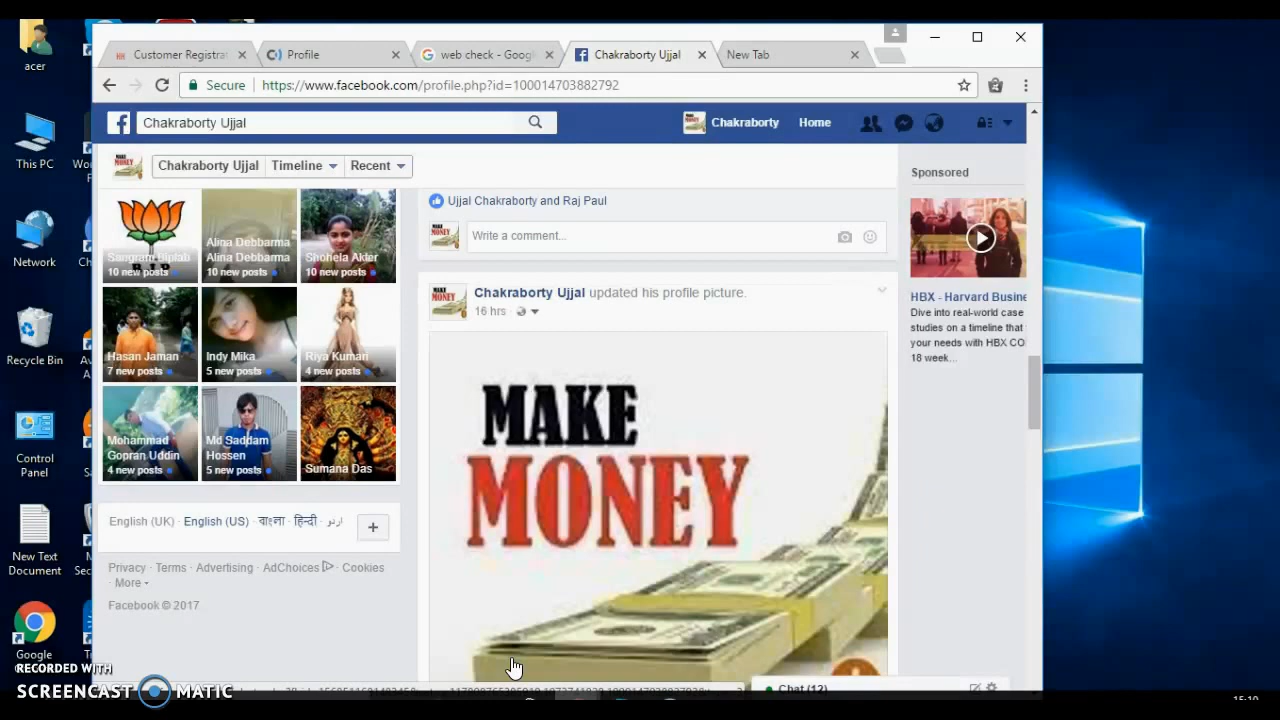 acer
This PC
Network
Recycle Bin
Control
Panel
New Text
Document
Google
RECORDED WITH
SCREENCAST MATIC
Customer Registrat
Profile
web check - Google
Chakraborty Ujjal
New Tab
Secure
https://www.facebook.com/profile.php?id=100014703882792
Chakraborty Ujjal
Chakraborty
Home
MAKE
MONEY
Chakraborty Ujjal
Timeline
Recent
Sangram Biplab
10 new posts
Alina Debbarma
Alina Debbarma
10 new posts
Shohela Akter
10 new posts
Hasan Jaman
7 new posts
Indy Mika
5 new posts
Riya Kumari
4 new posts
Mohammad
Gopran Uddin
4 new posts
Md Saddam
Hossen
5 new posts
Sumana Das
English (UK) · English (US) · বাংলা · हिन्दी · اردو
Privacy · Terms · Advertising · AdChoices · Cookies
· More
Facebook © 2017
Ujjal Chakraborty and Raj Paul
Write a comment...
Chakraborty Ujjal updated his profile picture.
16 hrs
MAKE
MONEY
Sponsored
HBX - Harvard Busine
Dive into real-world case
studies on a timeline that
your needs with HBX CO
18 week...
Chat (12)
15:10